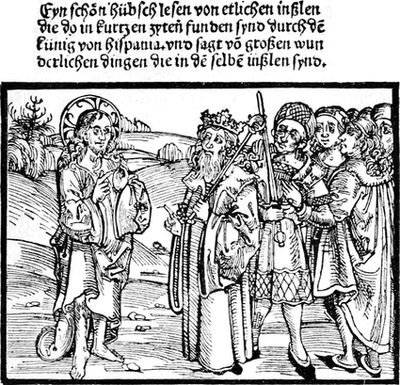 Eyn schön hübsch lesen von etlichen inßlen
die do in kurtzen zyten funden synd durch dē
künig von hispania. vnd sagt vō großen wun
derlichen dingen die in dē selbē inßlen synd.